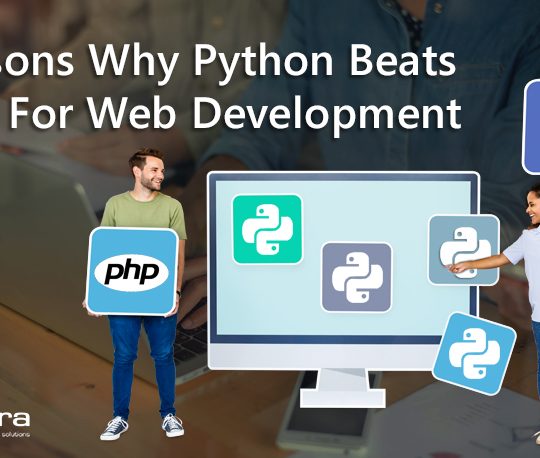 sons Why Python Beats
For Web Development
php
ra
solutions